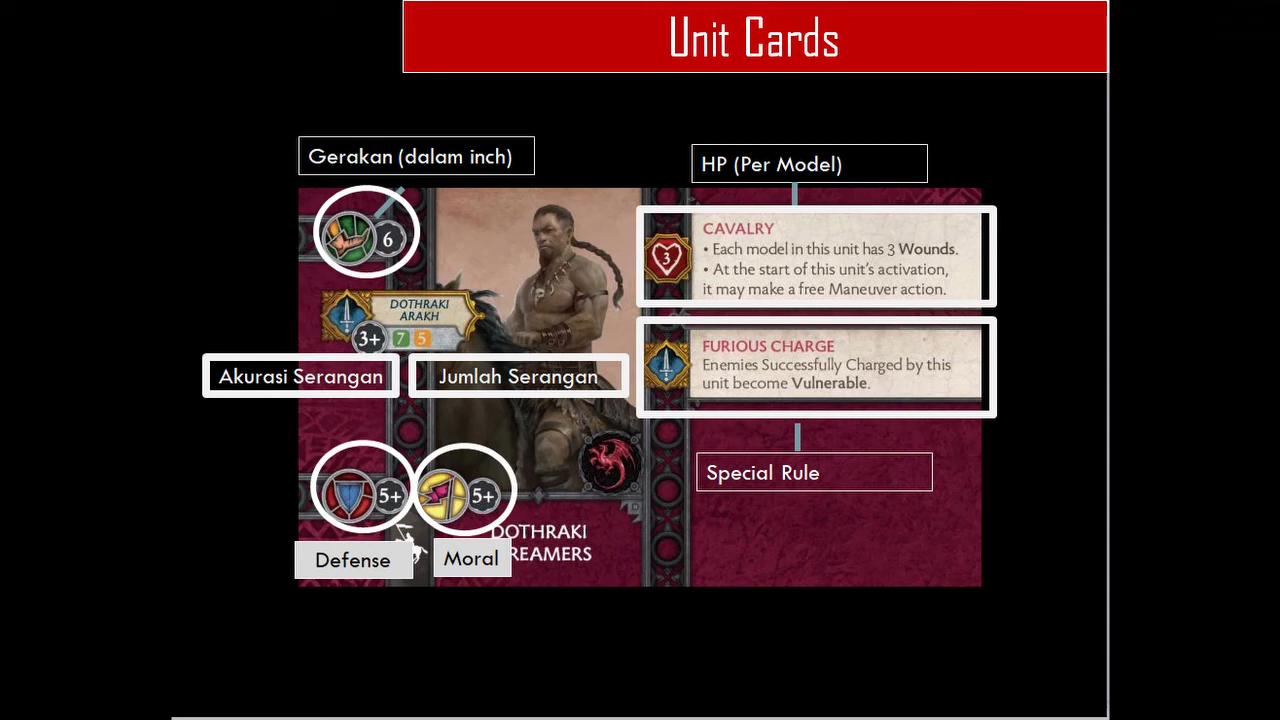 Unit Cards
Gerakan (dalam inch)
HP (Per Model)
6
CAVALRY
• Each model in this unit has 3 Wounds.
• At the start of this unit's activation,
it may make a free Maneuver action.
3
DOTHRAKI
ARAKH
3+ 7 5
FURIOUS CHARGE
Enemies Successfully Charged by this
unit become Vulnerable.
Akurasi Serangan
Jumlah Serangan
5+
5+
Special Rule
DOTHRAKI
REAMERS
Defense
Moral